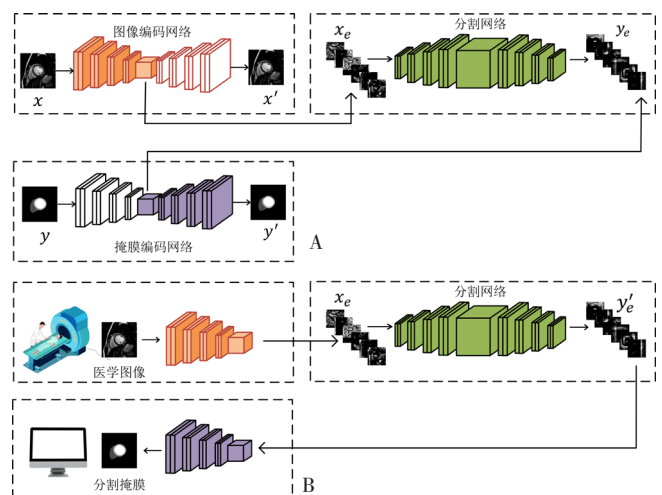 图像编码网络
分割网络
x
x′
x_e
y_e
y
y′
掩膜编码网络
A
医学图像
分割网络
x_e
y′_e
分割掩膜
B